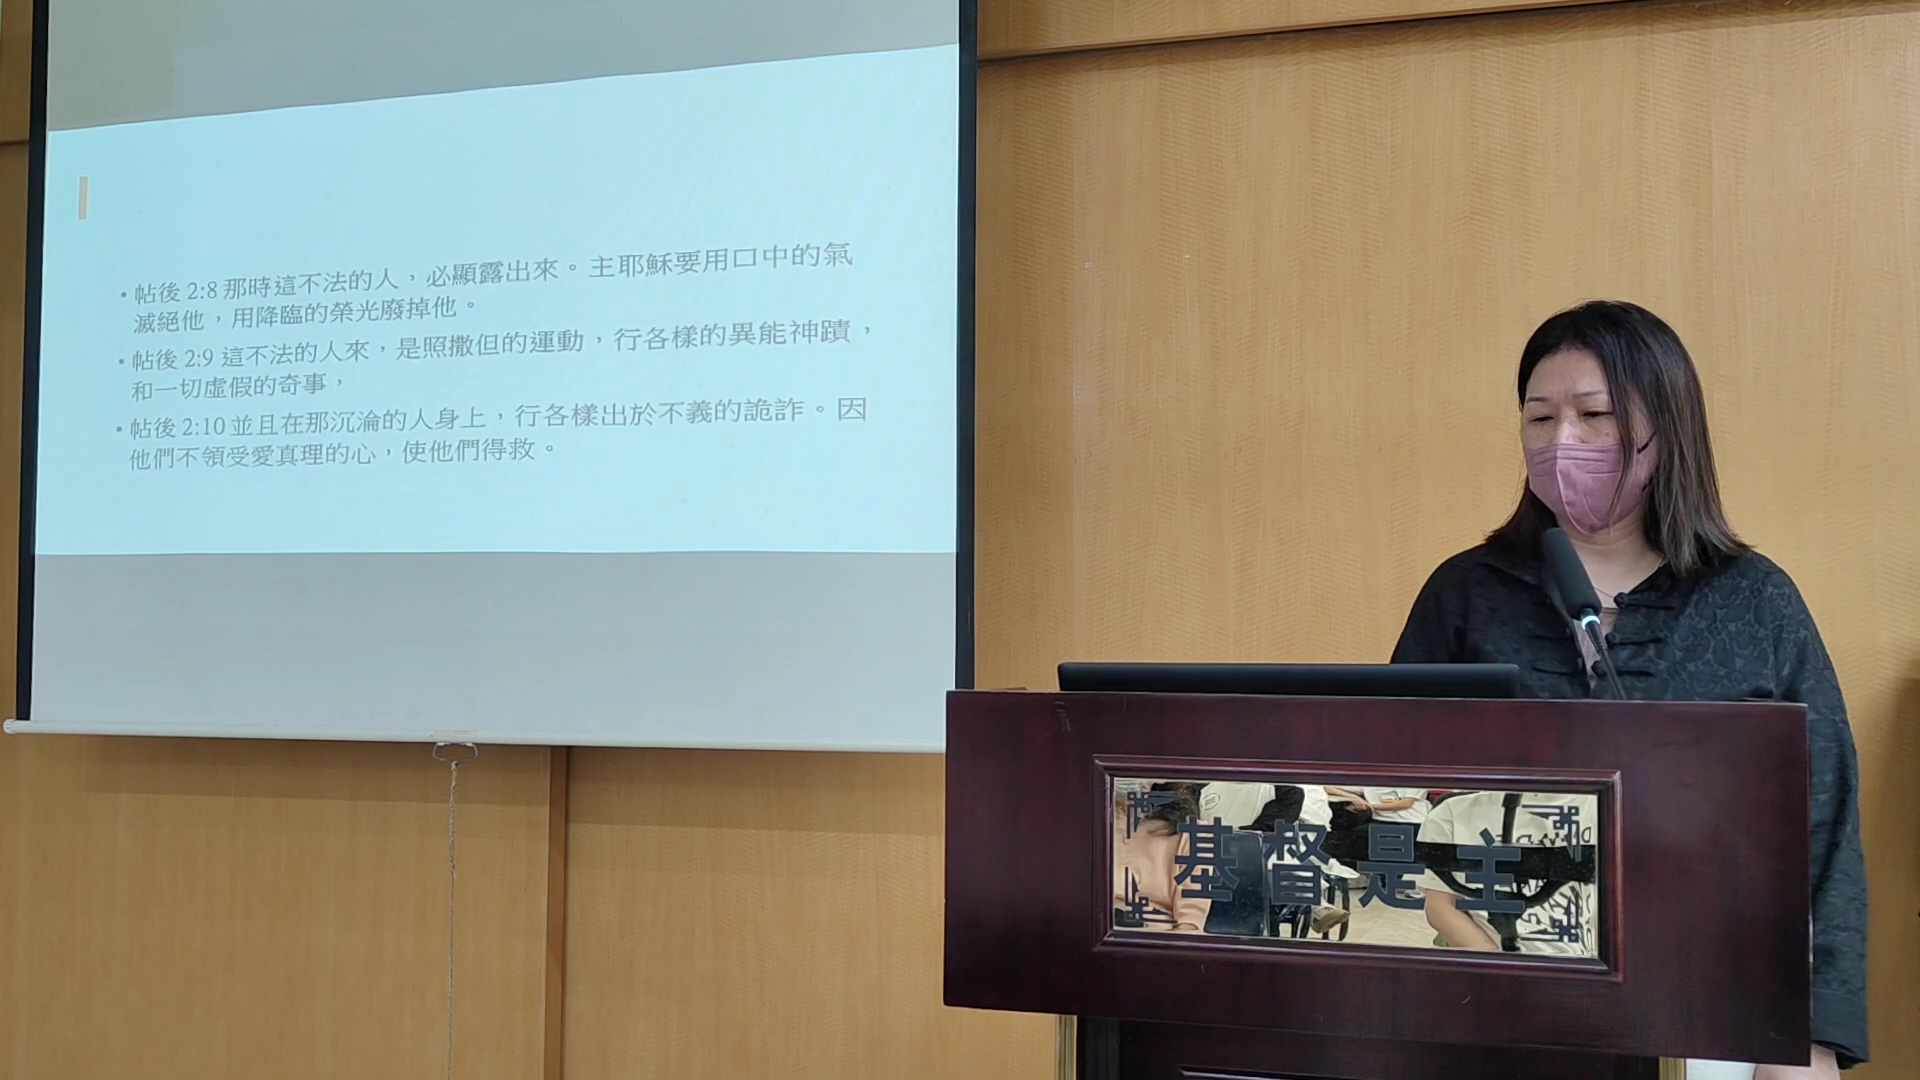 • 帖後 2:8 那時這不法的人，必顯露出來。主耶穌要用口中的氣
滅絕他，用降臨的榮光廢掉他。
• 帖後 2:9 這不法的人來，是照撒但的運動，行各樣的異能神蹟，
和一切虛假的奇事，
• 帖後 2:10 並且在那沉淪的人身上，行各樣出於不義的詭詐。因
他們不領受愛真理的心，使他們得救。
基督是主